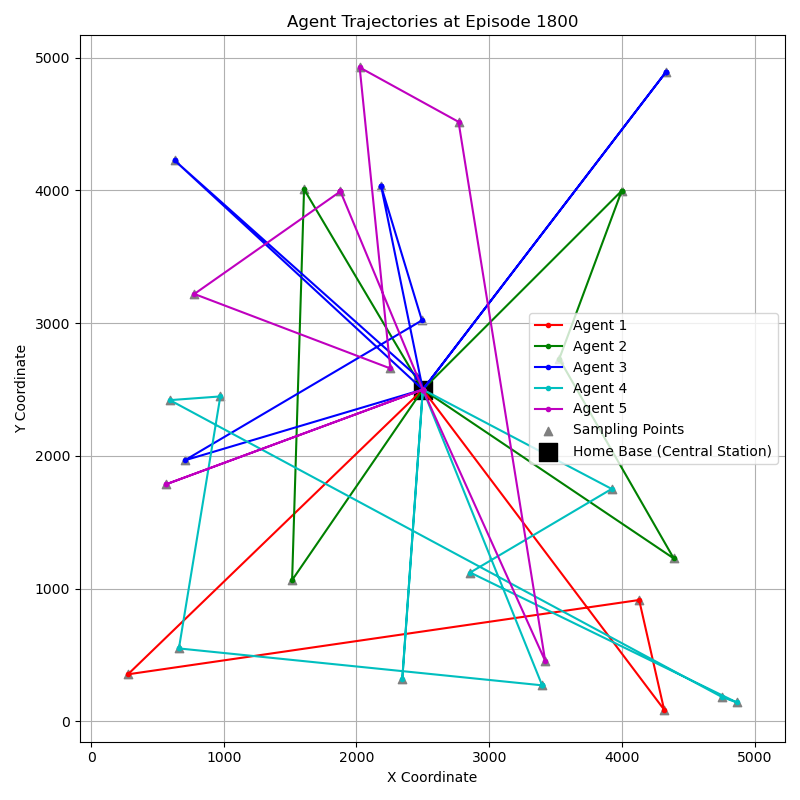 Agent Trajectories at Episode 1800
Y Coordinate
5000
4000
3000
2000
1000
0
Agent 1
Agent 2
Agent 3
Agent 4
Agent 5
Sampling Points
Home Base (Central Station)
0 1000 2000 3000 4000 5000
X Coordinate